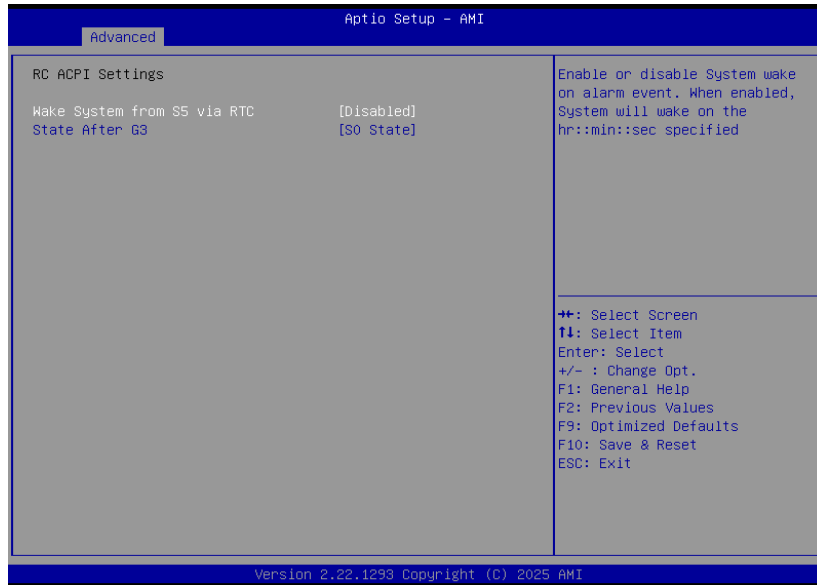 Aptio Setup - AMI
Advanced
RC ACPI Settings
Wake System from S5 via RTC [Disabled]
State After G3 [S0 State]
Enable or disable System wake
on alarm event. When enabled,
System will wake on the
hr::min::sec specified
→←: Select Screen
↑↓: Select Item
Enter: Select
+/- : Change Opt.
F1: General Help
F2: Previous Values
F9: Optimized Defaults
F10: Save & Reset
ESC: Exit
Version 2.22.1293 Copyright (C) 2025 AMI